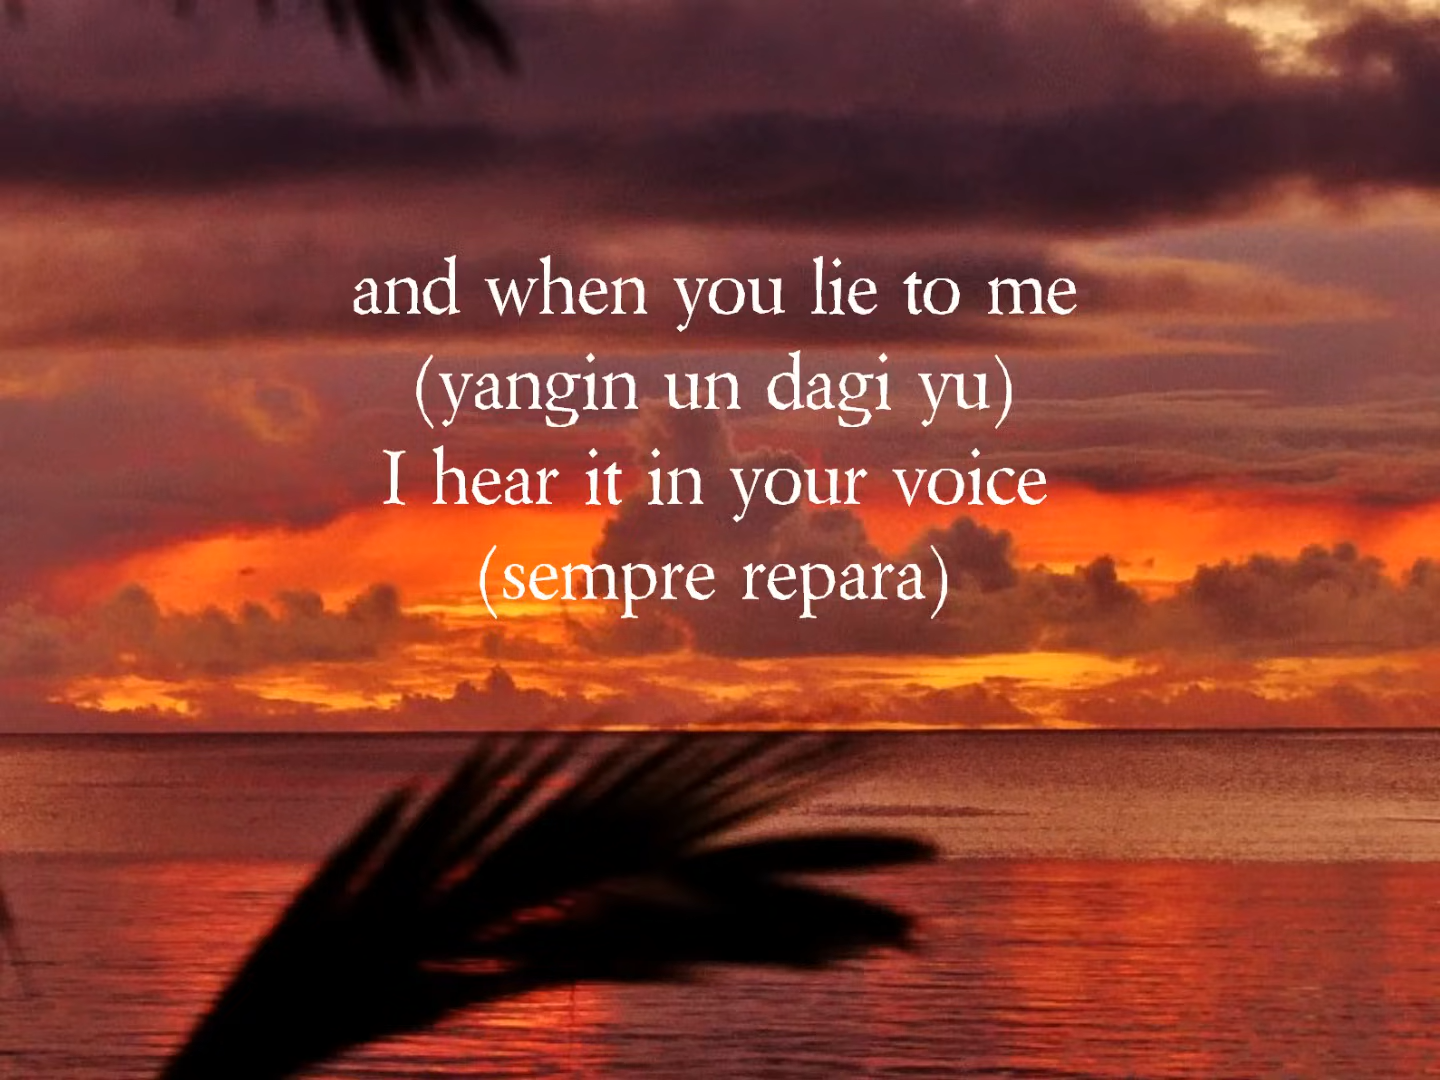 and when you lie to me
(yangin un dagi yu)
I hear it in your voice
(sempre repara)